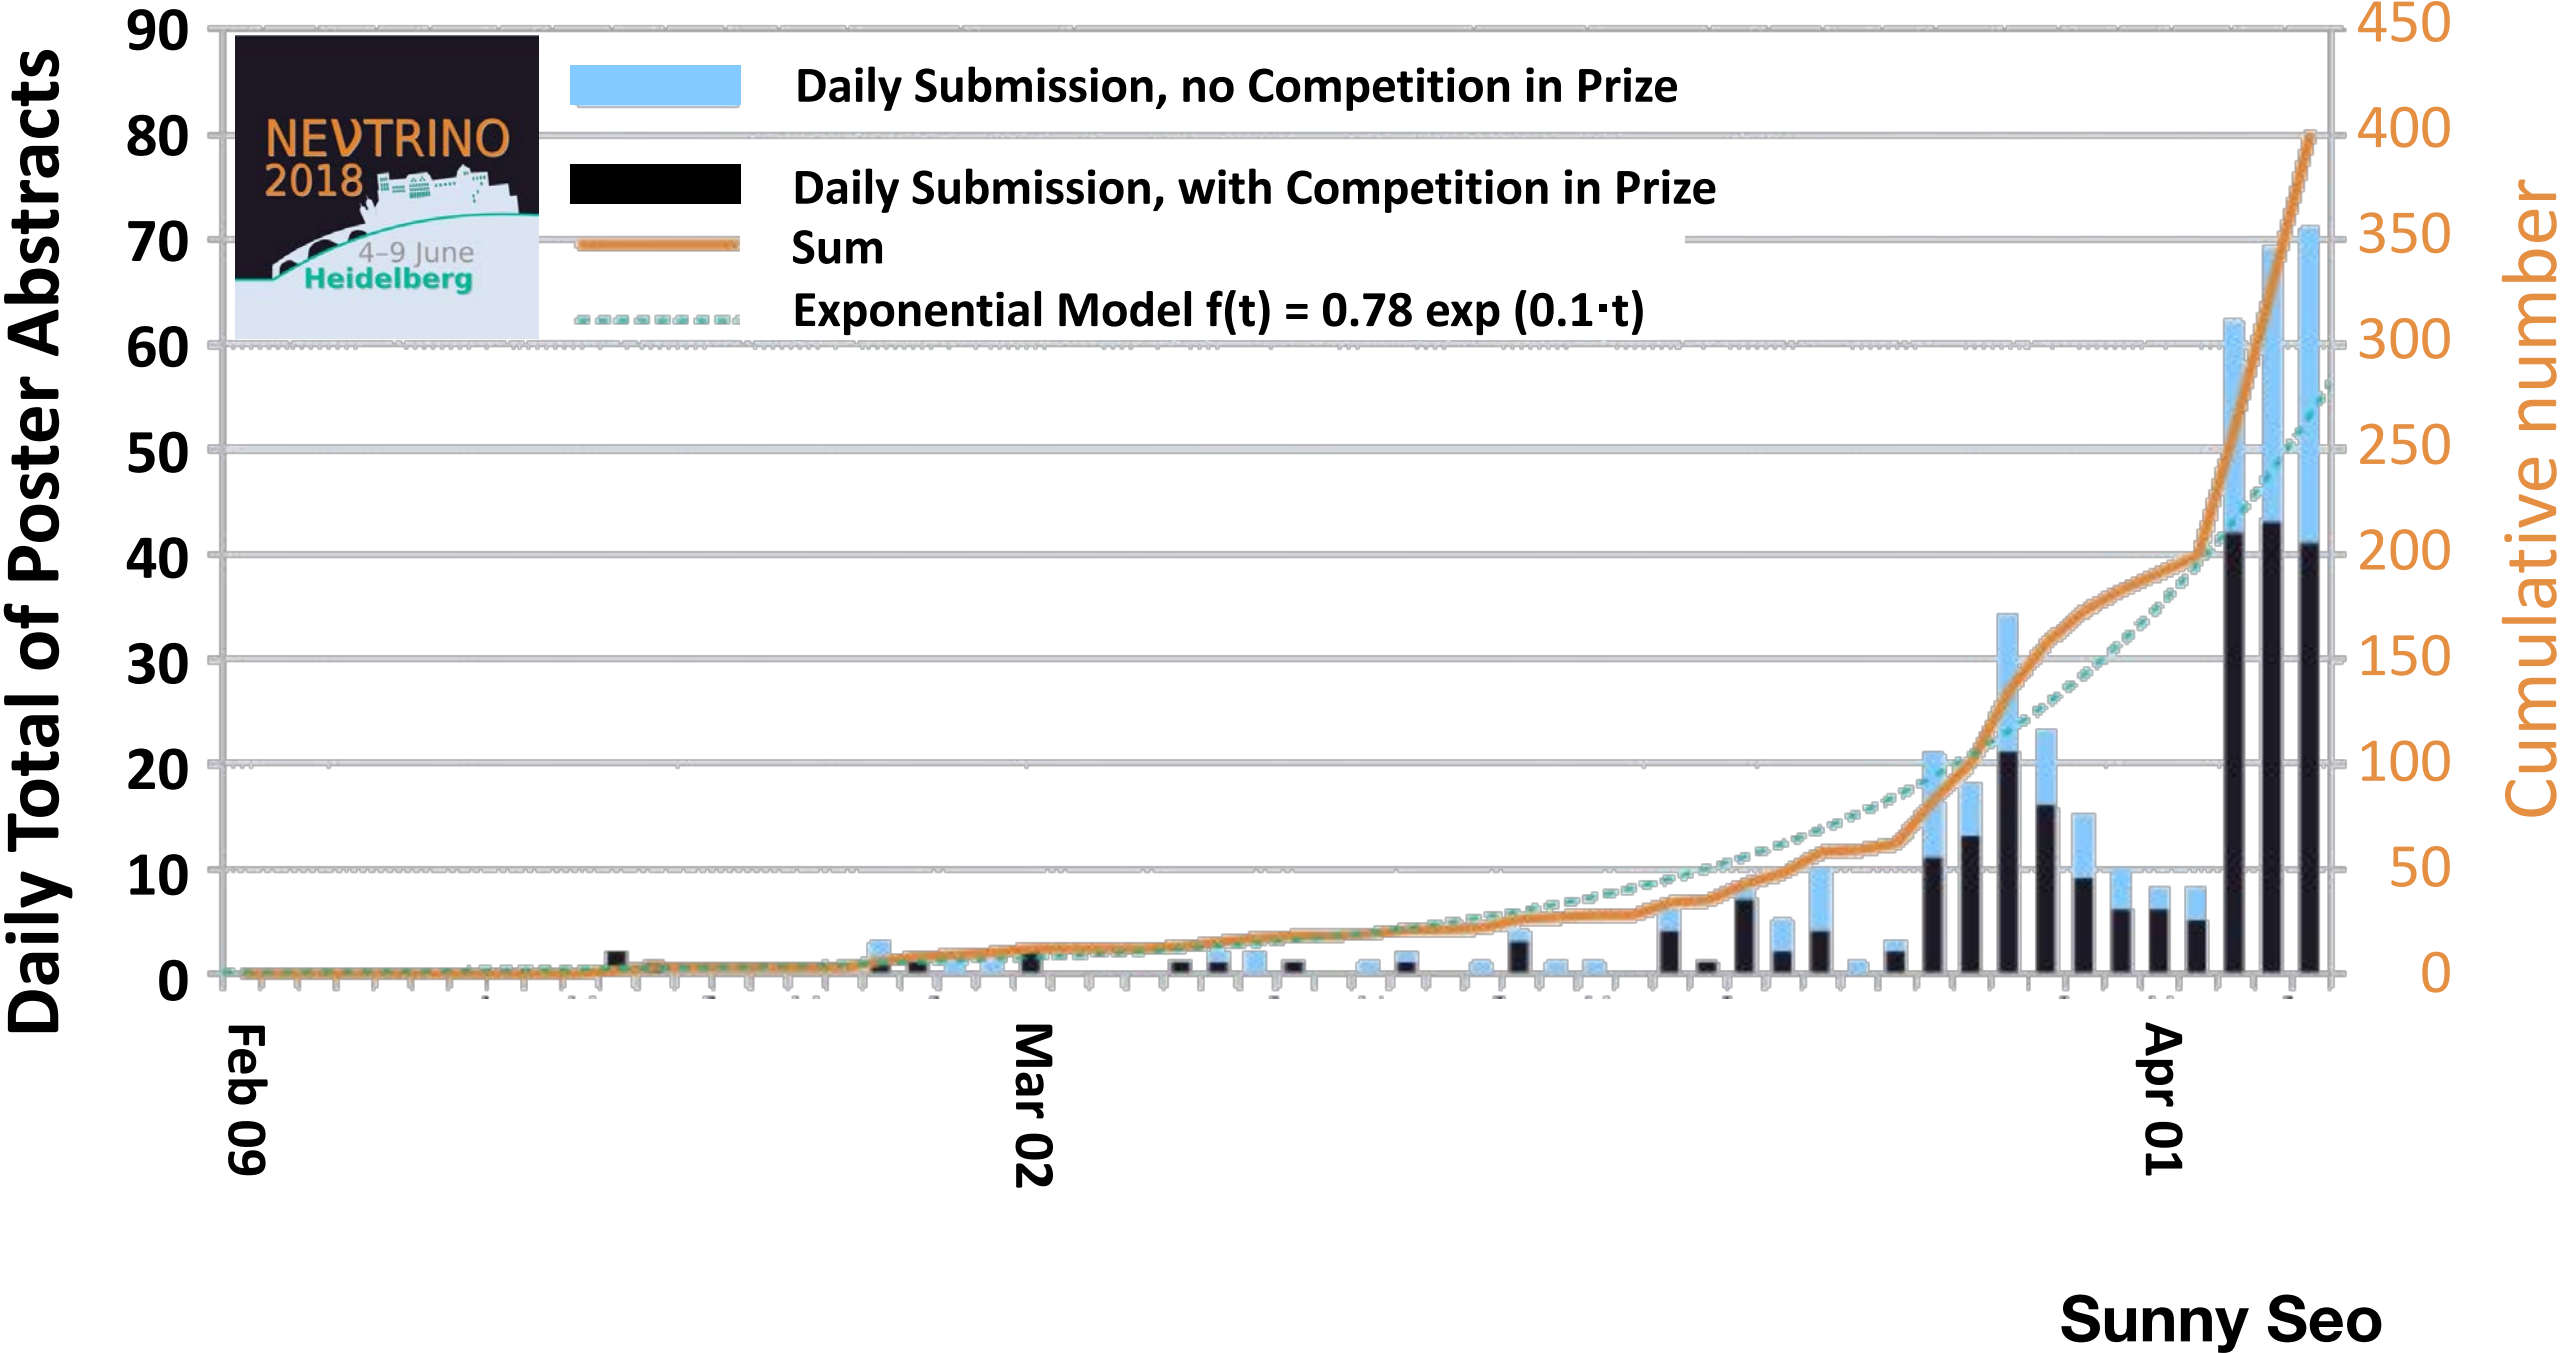 Daily Total of Poster Abstracts
90
80
70
60
50
40
30
20
10
0
NEνTRINO
2018
4–9 June
Heidelberg
Daily Submission, no Competition in Prize
Daily Submission, with Competition in Prize
Sum
Exponential Model f(t) = 0.78 exp (0.1·t)
450
400
350
300
250
200
150
100
50
0
Cumulative number
Feb 09
Mar 02
Apr 01
Sunny Seo